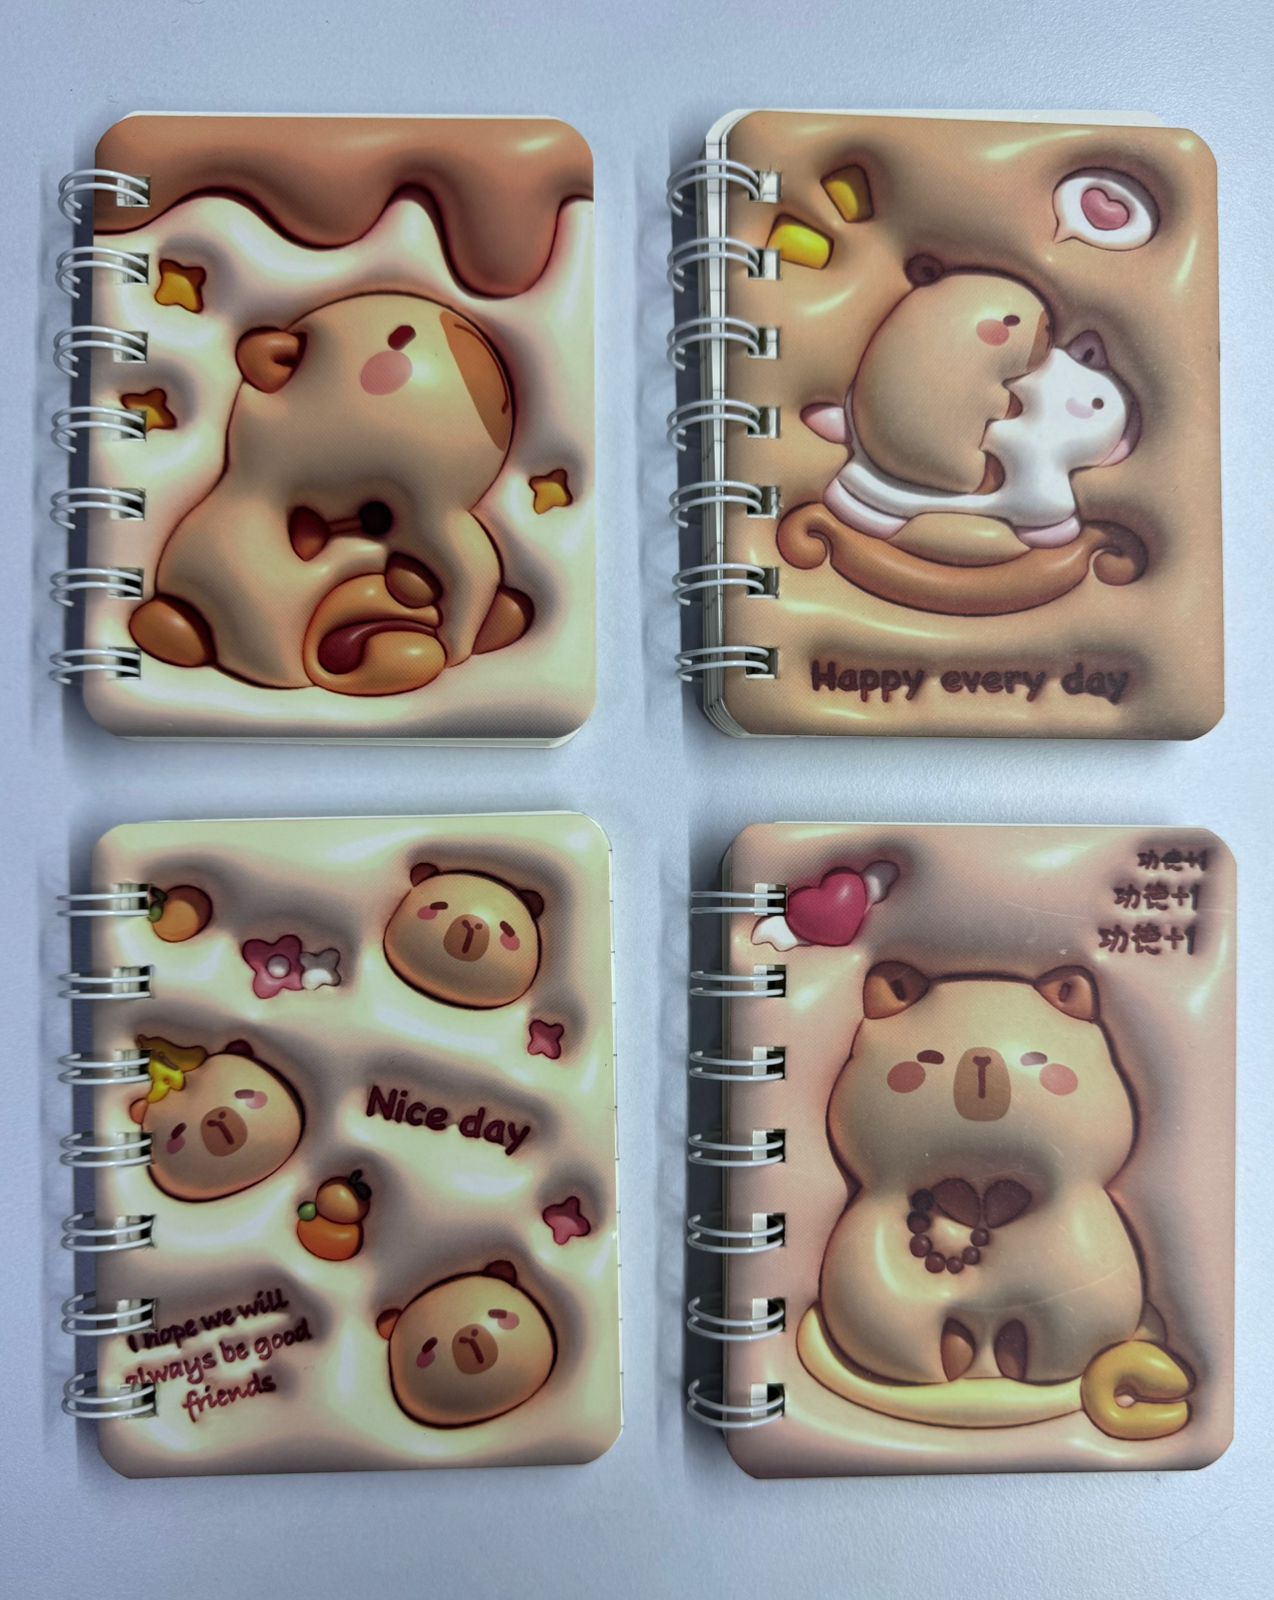 Happy every day
Nice day
I hope we will
always be good
friends
功德+1
功德+1
功德+1